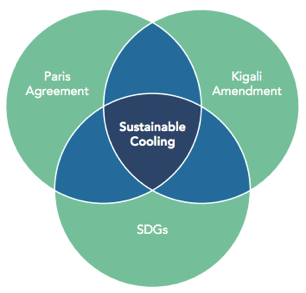 Paris
Agreement
Kigali
Amendment
Sustainable
Cooling
SDGs